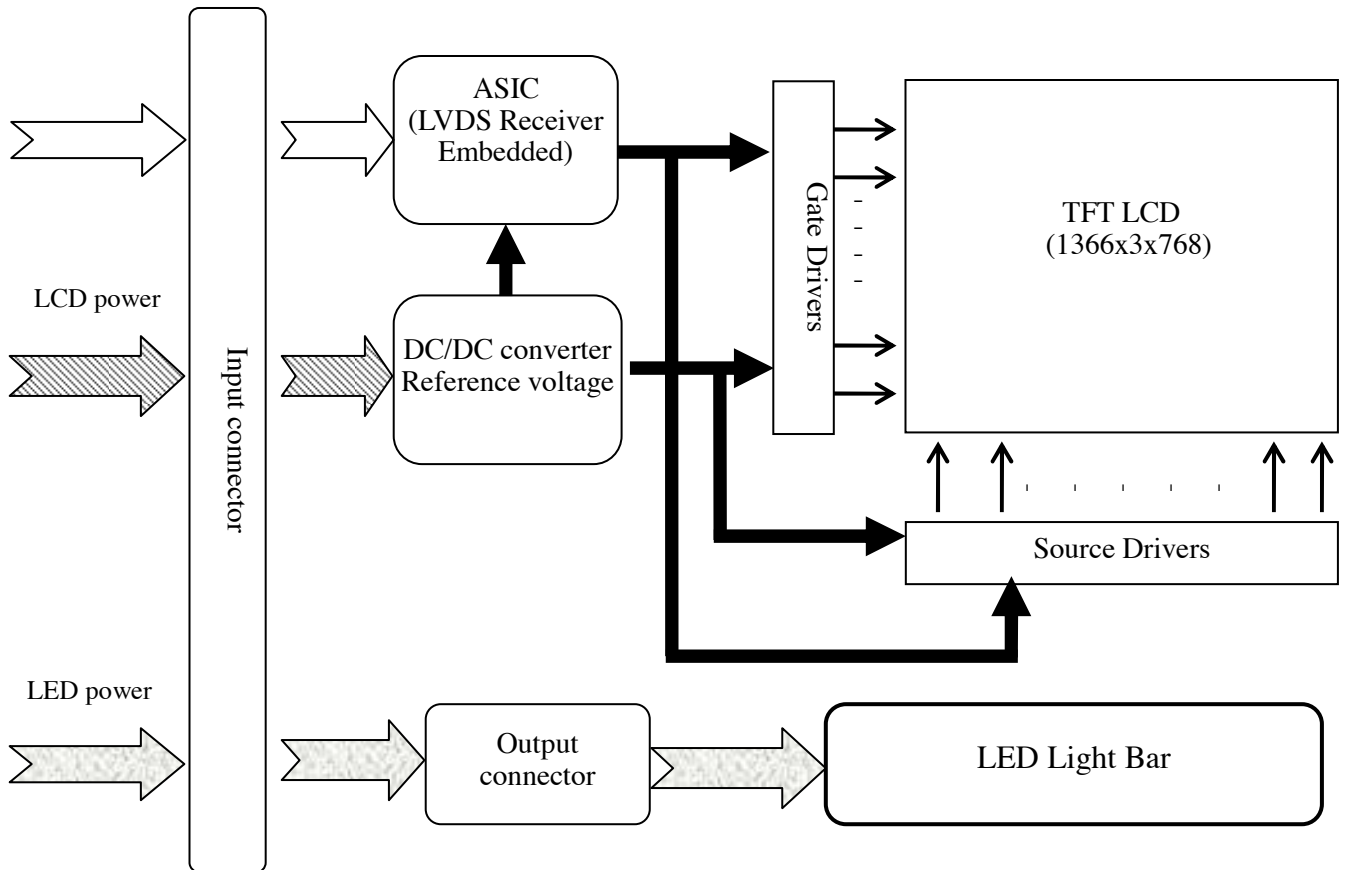 ASIC
(LVDS Receiver
Embedded)
Gate Drivers
TFT LCD
(1366x3x768)
LCD power
Input connector
DC/DC converter
Reference voltage
Source Drivers
LED power
Output
connector
LED Light Bar